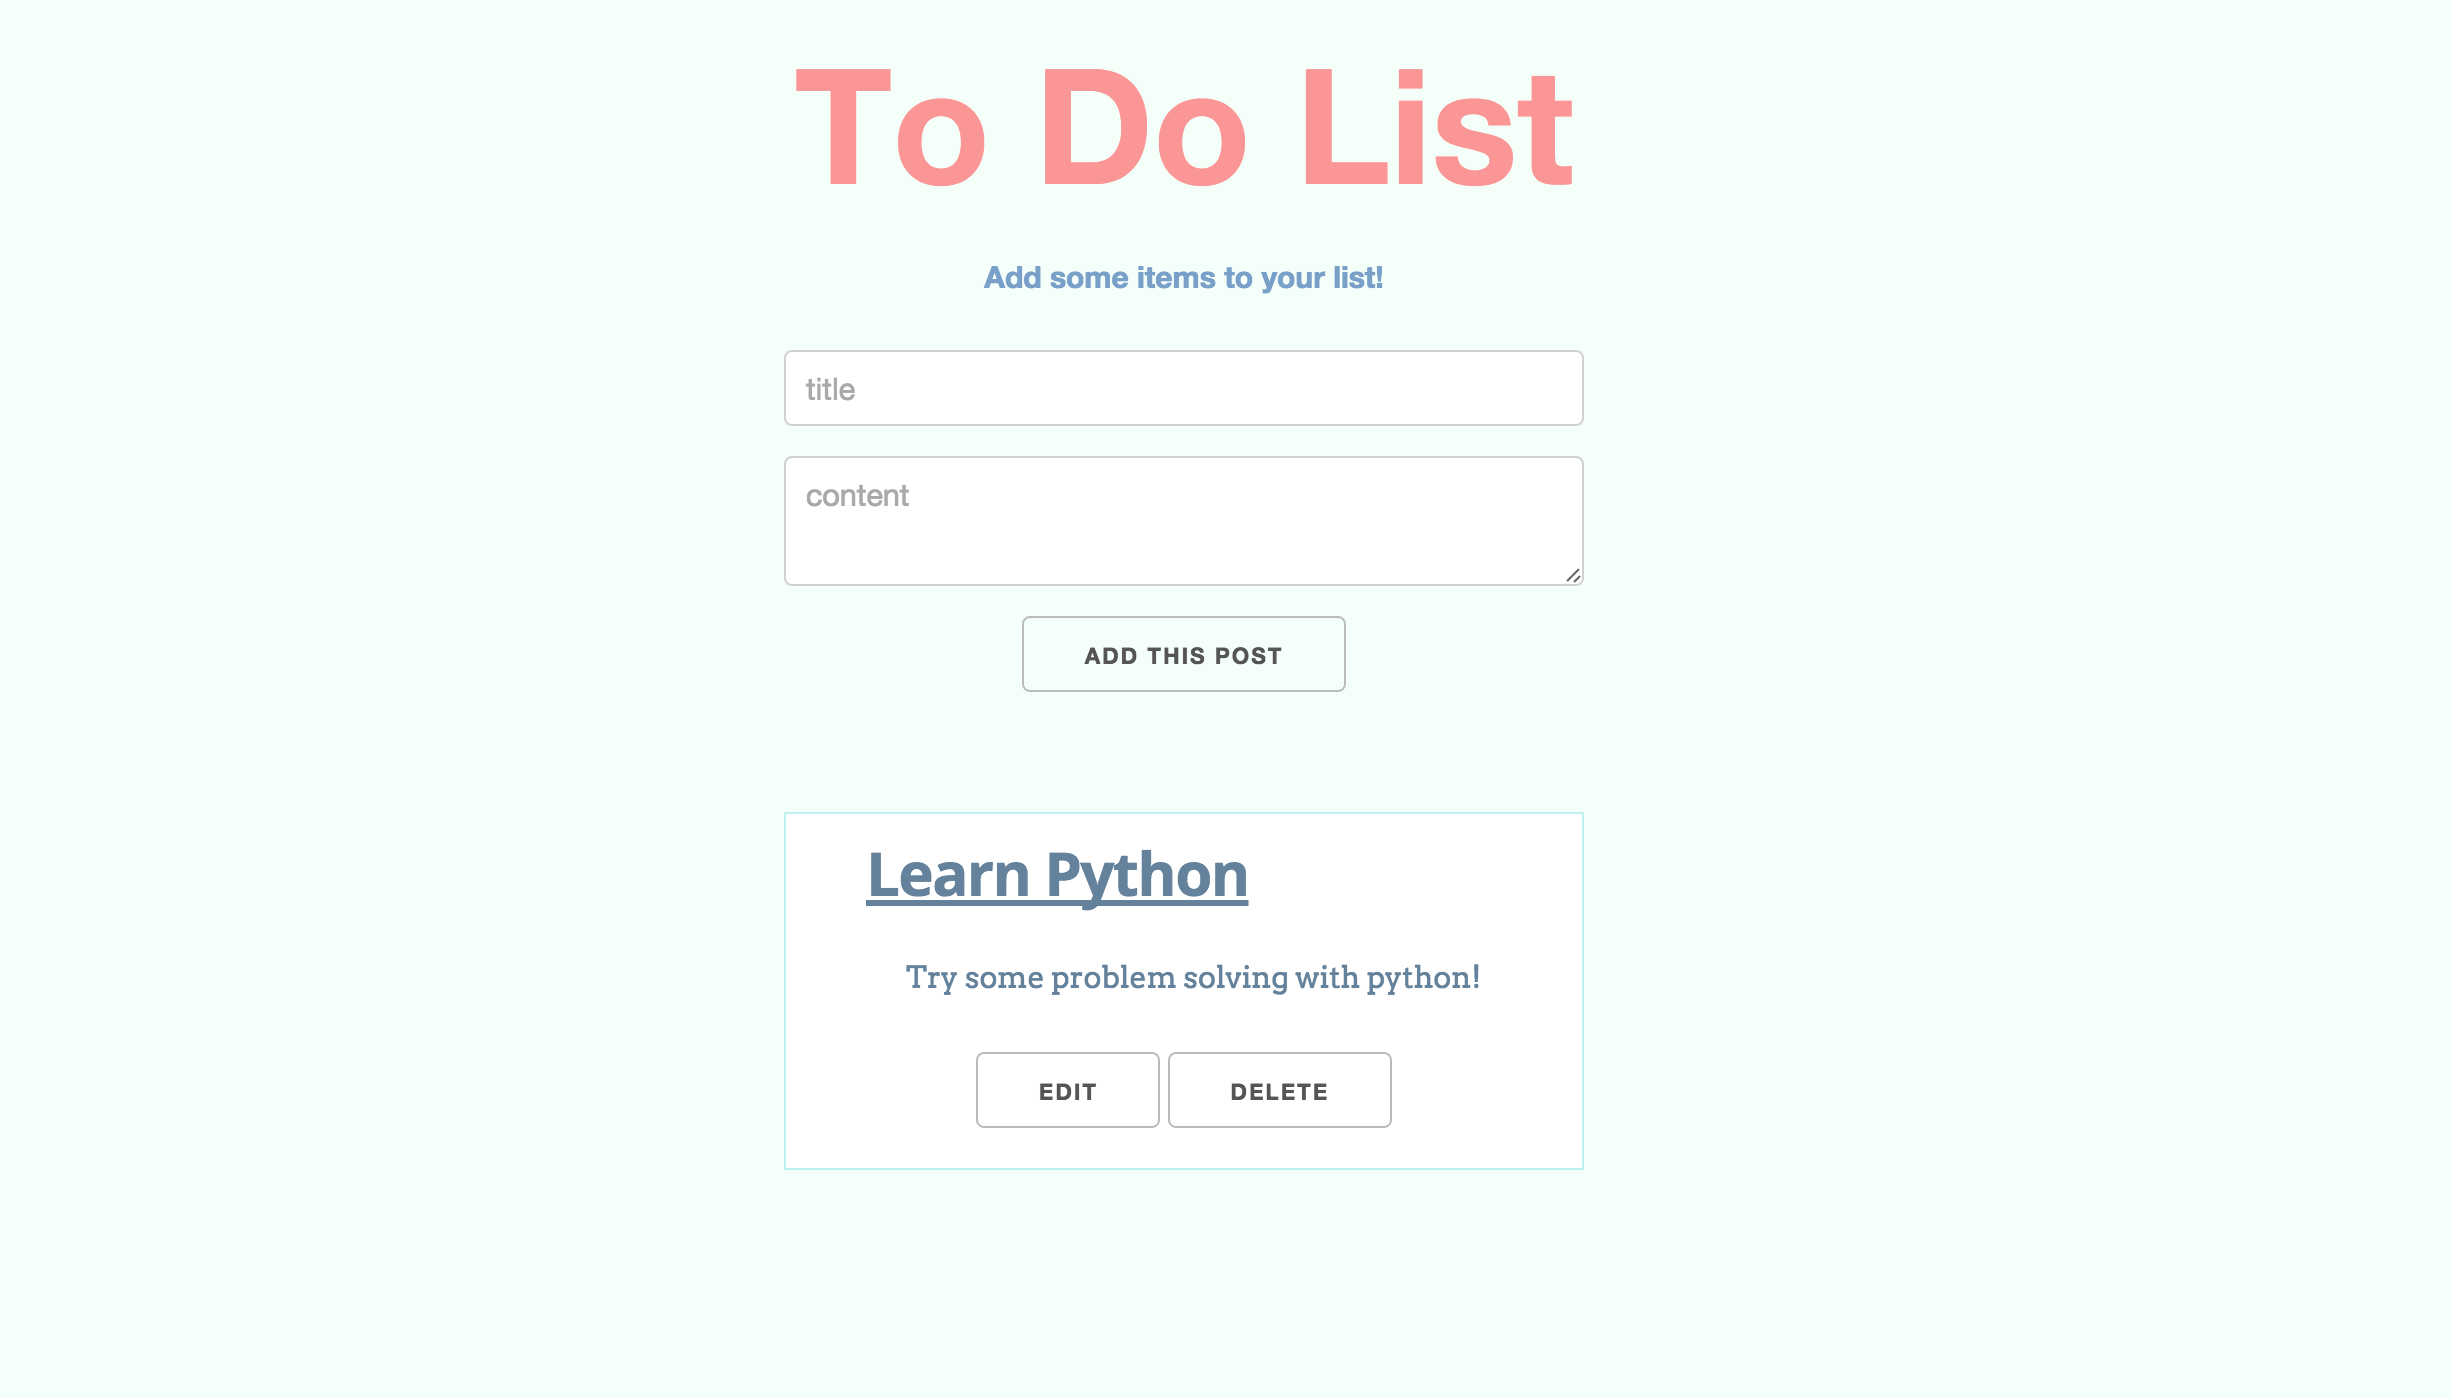 To Do List
Add some items to your list!
title
content
ADD THIS POST
Learn Python
Try some problem solving with python!
EDIT DELETE